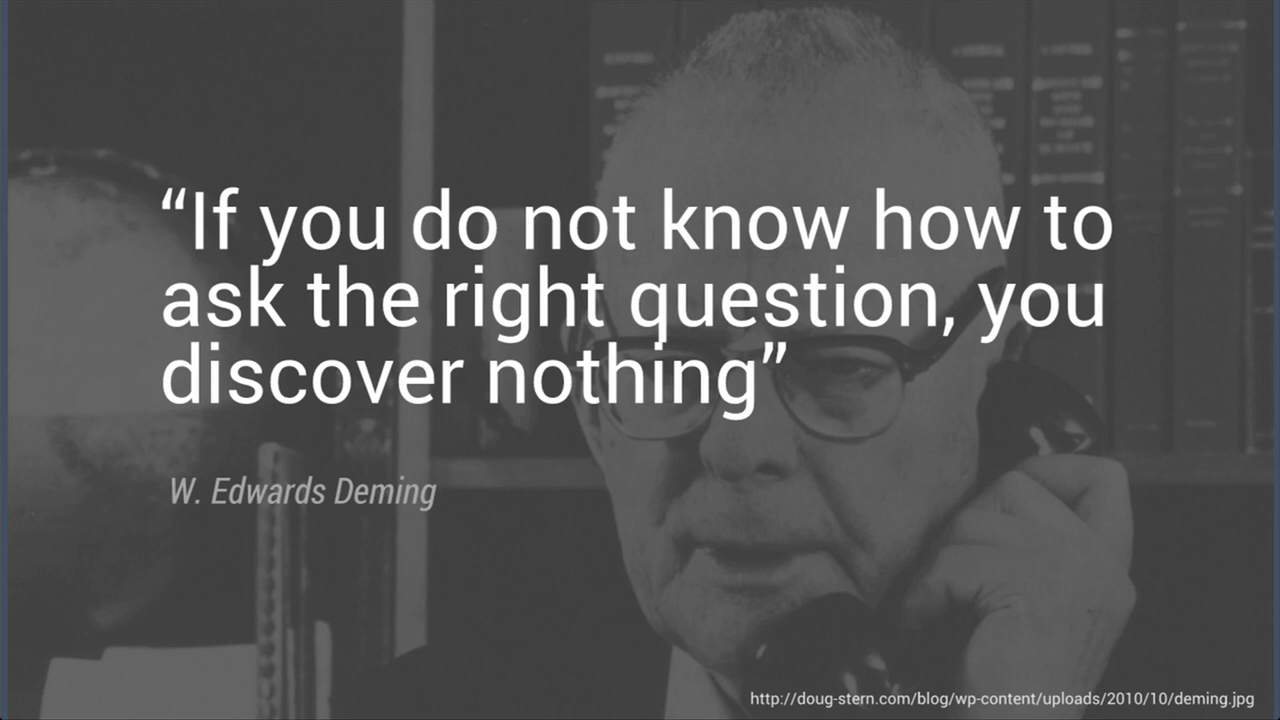 “If you do not know how to
ask the right question, you
discover nothing”
W. Edwards Deming
http://doug-stern.com/blog/wp-content/uploads/2010/10/deming.jpg